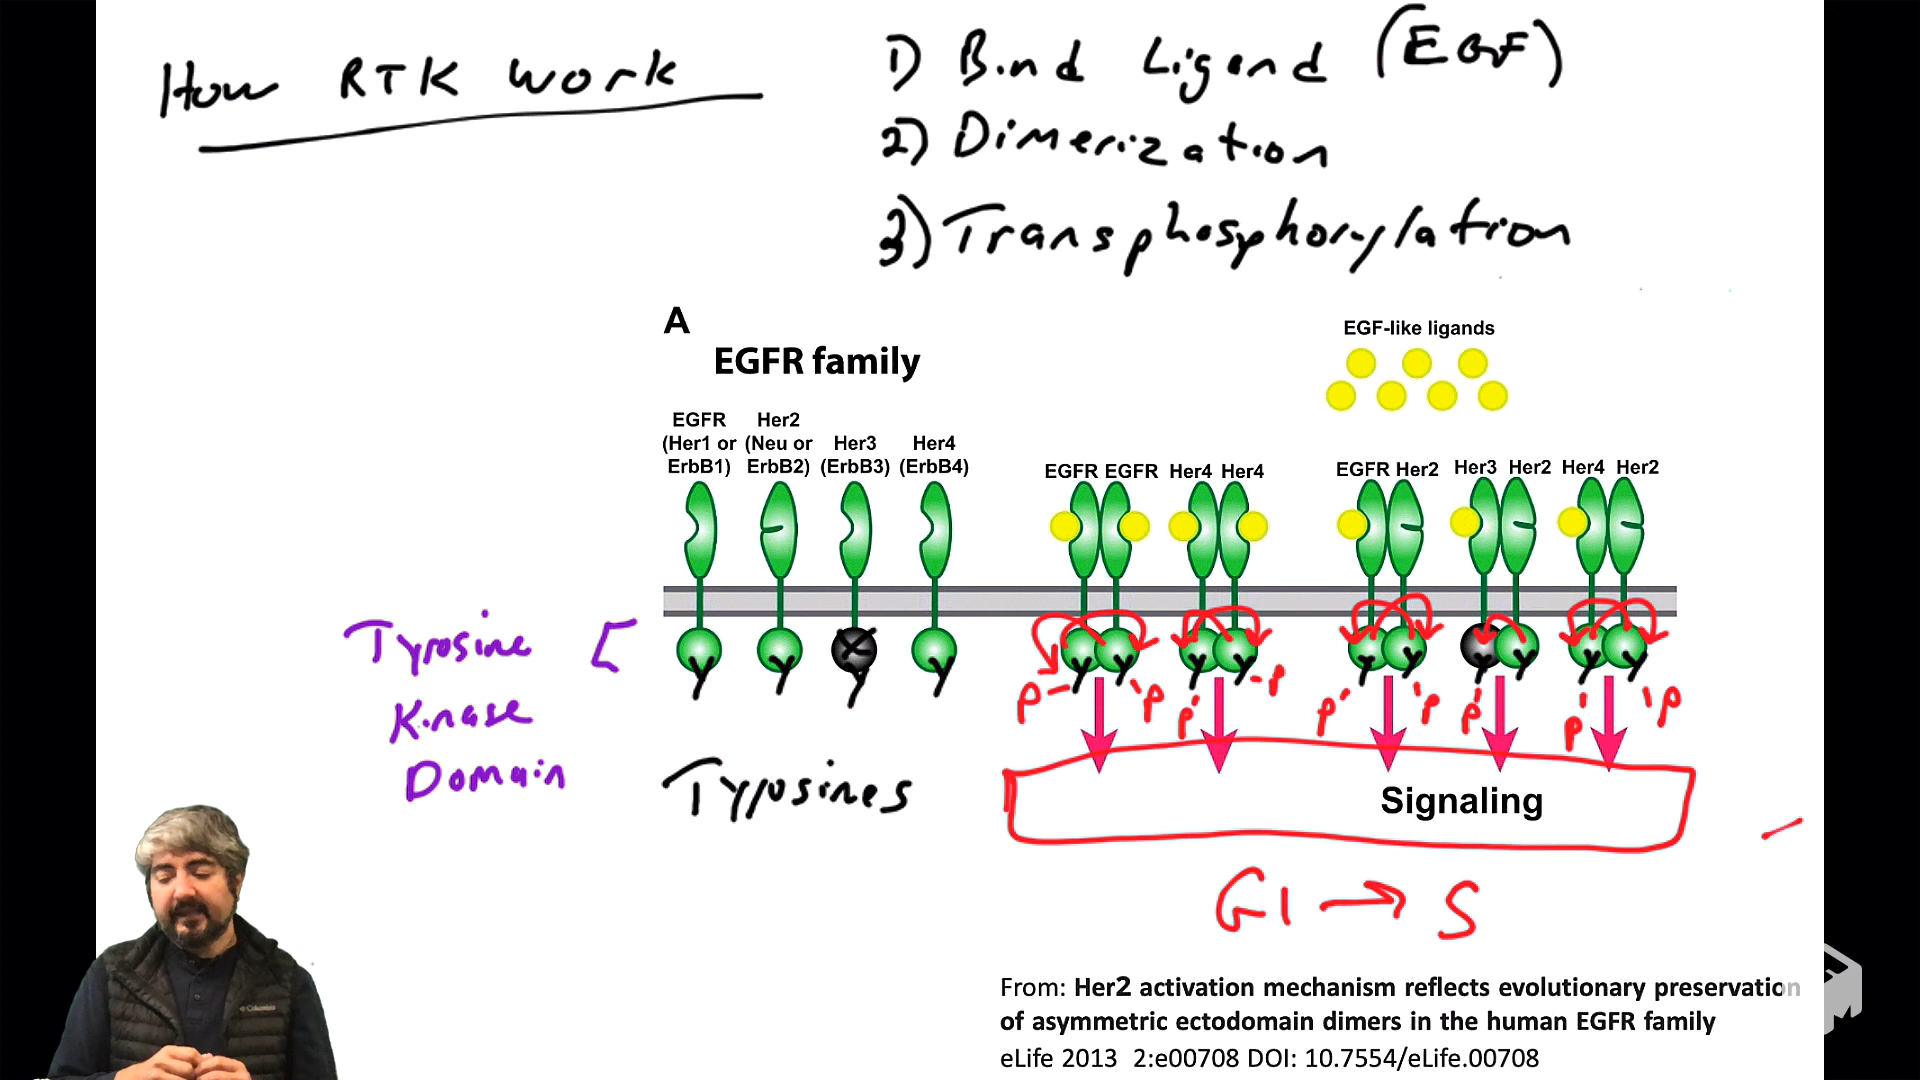 How RTK work
1) Bind Ligand (EGF)
2) Dimerization
3) Transphosphorylation
A
EGFR family
EGF-like ligands
EGFR (Her1 or ErbB1)
Her2 (Neu or ErbB2)
Her3 (ErbB3)
Her4 (ErbB4)
EGFR EGFR Her4 Her4 EGFR Her2 Her3 Her2 Her4 Her2
Tyrosine
Kinase
Domain
X
Y Y Y Y Y Y Y Y Y Y Y Y Y Y
P P P P P P P P P
Tyrosines
Signaling
G1 → S
From: Her2 activation mechanism reflects evolutionary preservation
of asymmetric ectodomain dimers in the human EGFR family
eLife 2013 2:e00708 DOI: 10.7554/eLife.00708
Columbia